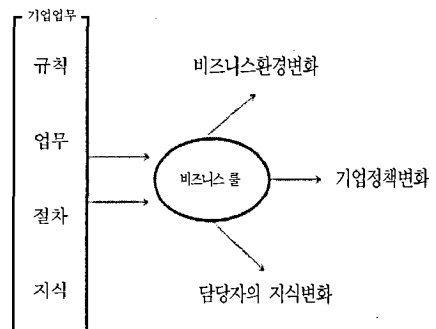 기업업무
규칙
비즈니스환경변화
업무
비즈니스 룰
기업정책변화
절차
지식
담당자의 지식변화